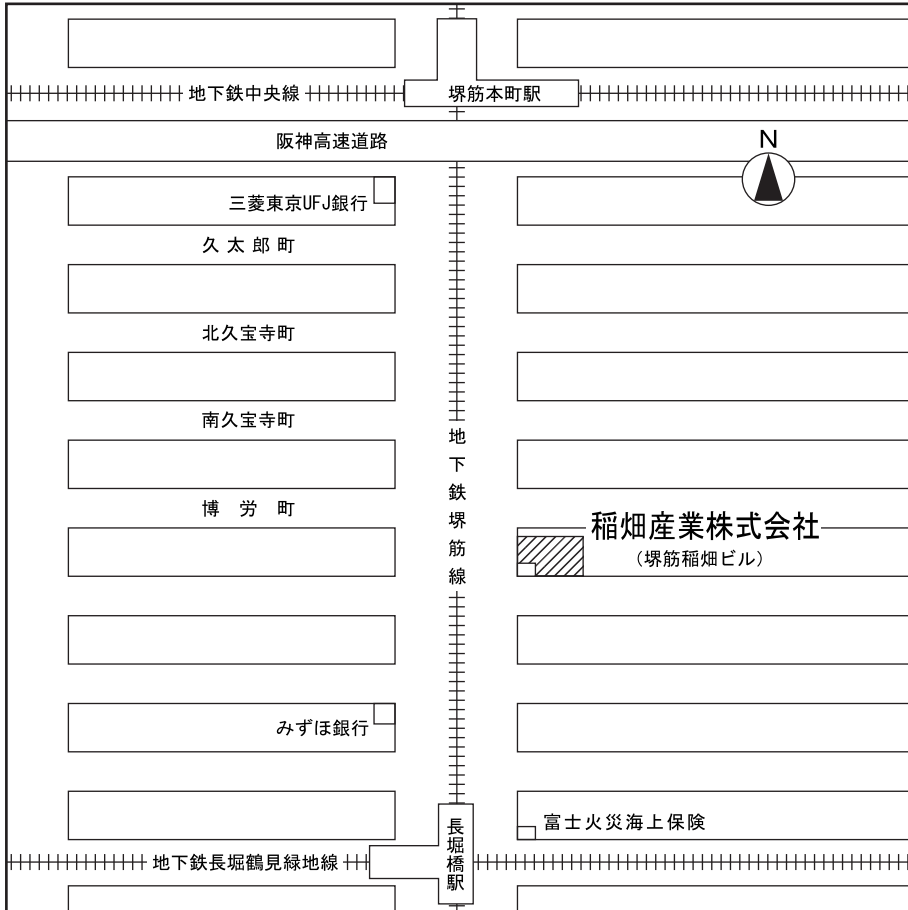 地下鉄中央線
堺筋本町駅
阪神高速道路
N
三菱東京UFJ銀行
久太郎町
北久宝寺町
南久宝寺町
地下鉄堺筋線
博労町
稲畑産業株式会社
(堺筋稲畑ビル)
みずほ銀行
富士火災海上保険
長堀橋駅
地下鉄長堀鶴見緑地線